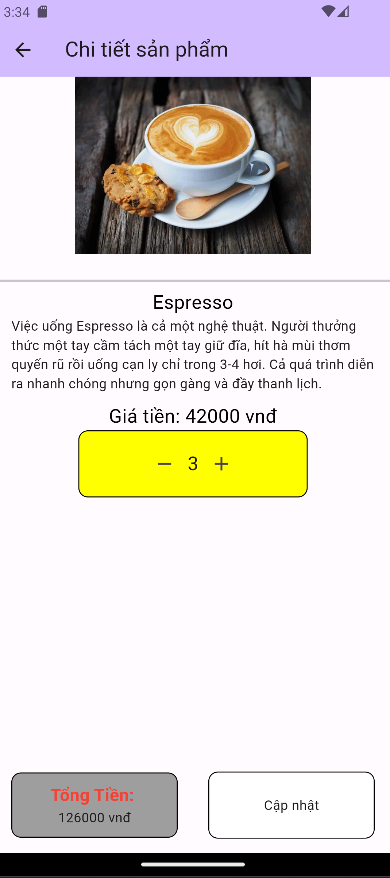 3:34
Chi tiết sản phẩm
Espresso
Việc uống Espresso là cả một nghệ thuật. Người thưởng
thức một tay cầm tách một tay giữ đĩa, hít hà mùi thơm
quyến rũ rồi uống cạn ly chỉ trong 3-4 hơi. Cả quá trình diễn
ra nhanh chóng nhưng gọn gàng và đầy thanh lịch.
Giá tiền: 42000 vnđ
− 3 +
Tổng Tiền:
126000 vnđ
Cập nhật